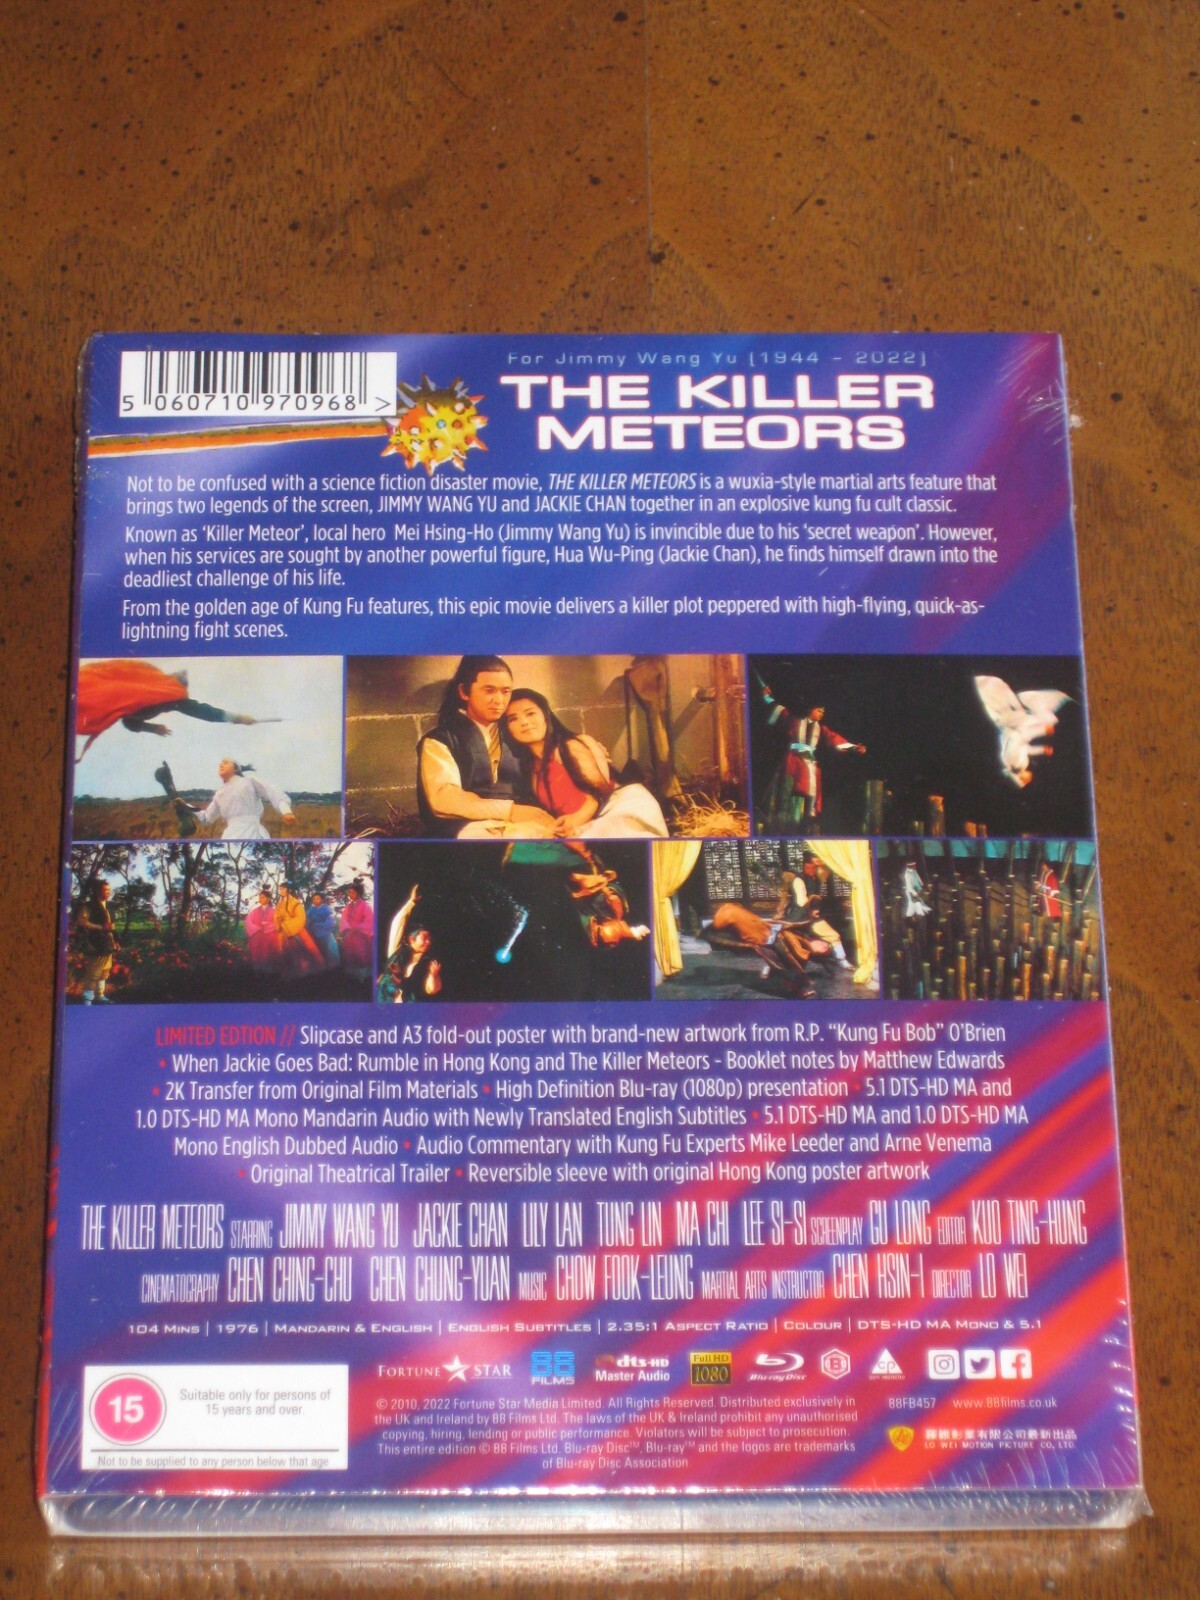 5 060710 970968 >
For Jimmy Wang Yu [1944 - 2022]
THE KILLER
METEORS
Not to be confused with a science fiction disaster movie, THE KILLER METEORS is a wuxia-style martial arts feature that
brings two legends of the screen, JIMMY WANG YU and JACKIE CHAN together in an explosive kung fu cult classic.
Known as ‘Killer Meteor’, local hero Mei Hsing-Ho (Jimmy Wang Yu) is invincible due to his ‘secret weapon’. However,
when his services are sought by another powerful figure, Hua Wu-Ping (Jackie Chan), he finds himself drawn into the
deadliest challenge of his life.
From the golden age of Kung Fu features, this epic movie delivers a killer plot peppered with high-flying, quick-as-
lightning fight scenes.
LIMITED EDTION // Slipcase and A3 fold-out poster with brand-new artwork from R.P. “Kung Fu Bob” O’Brien
• When Jackie Goes Bad: Rumble in Hong Kong and The Killer Meteors - Booklet notes by Matthew Edwards
• 2K Transfer from Original Film Materials • High Definition Blu-ray (1080p) presentation • 5.1 DTS-HD MA and
1.0 DTS-HD MA Mono Mandarin Audio with Newly Translated English Subtitles • 5.1 DTS-HD MA and 1.0 DTS-HD MA
Mono English Dubbed Audio • Audio Commentary with Kung Fu Experts Mike Leeder and Arne Venema
• Original Theatrical Trailer • Reversible sleeve with original Hong Kong poster artwork
THE KILLER METEORS STARRING JIMMY WANG YU JACKIE CHAN LILY LAN TUNG LIN MA CHI LEE SI-SI SCREENPLAY GU LONG EDITOR KUO TING-HUNG
CINEMATOGRAPHY CHEN CHING-CHU CHEN CHUNG-YUAN MUSIC CHOW FOOK-LEUNG MARTIAL ARTS INSTRUCTOR CHEN HSIN-I DIRECTOR LO WEI
104 Mins | 1976 | Mandarin & English | English Subtitles | 2.35:1 Aspect Ratio | Colour | DTS-HD MA Mono & 5.1
FORTUNE STAR 88 FILMS dts-HD Master Audio Full HD 1080 Blu-ray Disc B
15
Suitable only for persons of
15 years and over.
Not to be supplied to any person below that age
© 2010, 2022 Fortune Star Media Limited. All Rights Reserved. Distributed exclusively in
the UK and Ireland by 88 Films Ltd. The laws of the UK & Ireland prohibit any unauthorised
copying, hiring, lending or public performance. Violators will be subject to prosecution.
This entire edition © 88 Films Ltd. Blu-ray Disc™, Blu-ray™ and the logos are trademarks
of Blu-ray Disc Association
88FB457 www.88films.co.uk
羅維影業有限公司最新出品
LO WEI MOTION PICTURE CO., LTD.